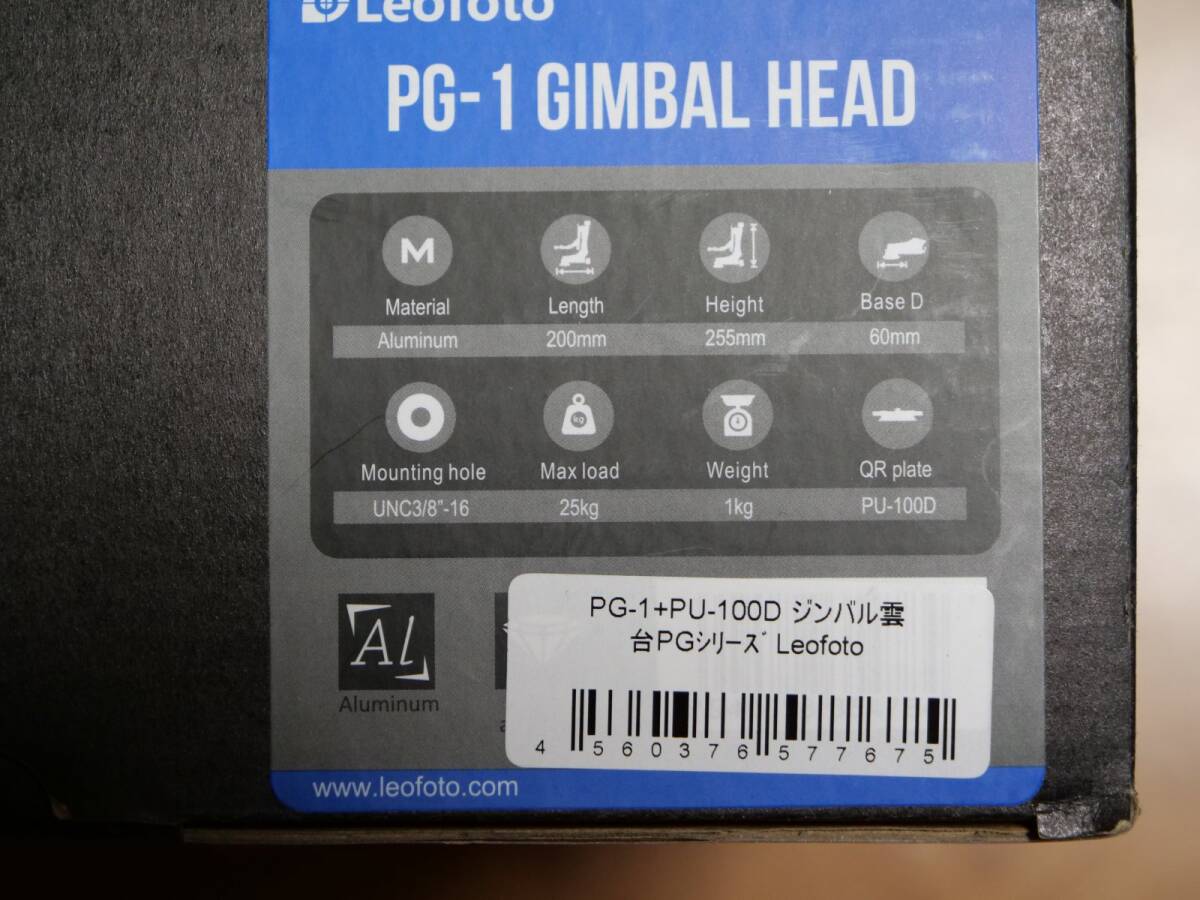 Leofoto
PG-1 GIMBAL HEAD
M
Material Length Height Base D
Aluminum 200mm 255mm 60mm
kg
Mounting hole Max load Weight QR plate
UNC3/8"-16 25kg 1kg PU-100D
Al
Aluminum
PG-1+PU-100D ジンバル雲
台PGｼﾘｰｽﾞ Leofoto
4 560376 577675
www.leofoto.com